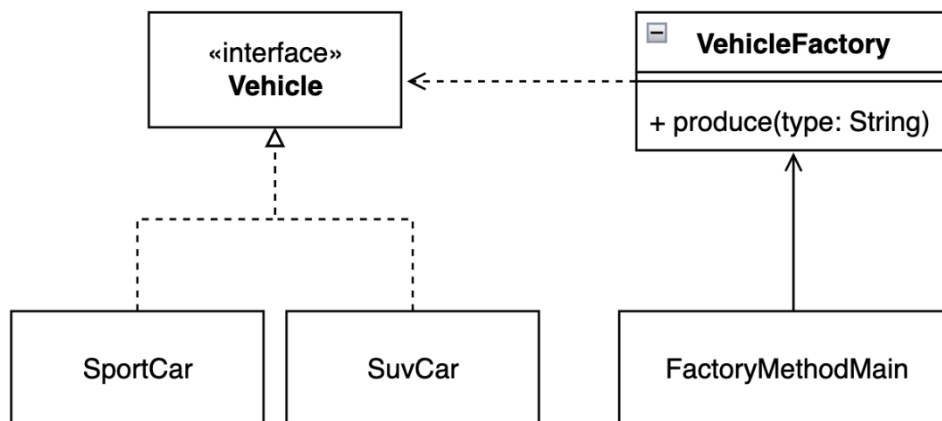 «interface»
Vehicle
VehicleFactory
+ produce(type: String)
SportCar
SuvCar
FactoryMethodMain